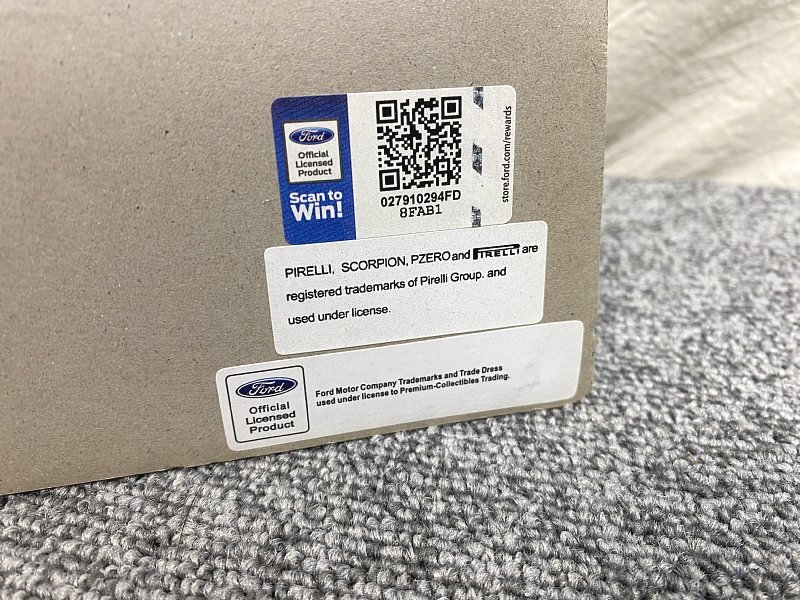 Ford
Official
Licensed
Product
Scan to
Win!
027910294FD
8FAB1
store.ford.com/rewards
PIRELLI, SCORPION, PZERO and PIRELLI are
registered trademarks of Pirelli Group. and
used under license.
Ford
Official
Licensed
Product
Ford Motor Company Trademarks and Trade Dress
used under license to Premium-Collectibles Trading.